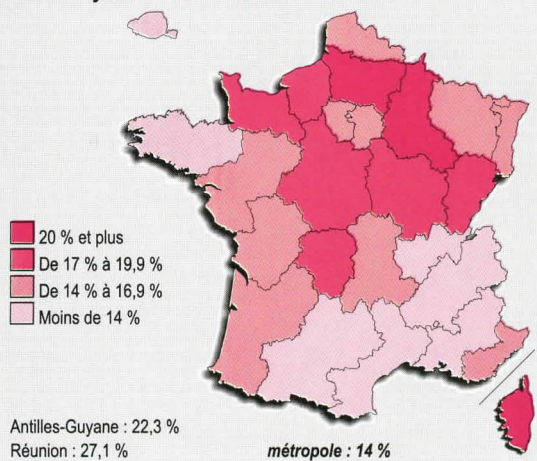 20 % et plus
De 17 % à 19,9 %
De 14 % à 16,9 %
Moins de 14 %
Antilles-Guyane : 22,3 %
Réunion : 27,1 %
métropole : 14 %